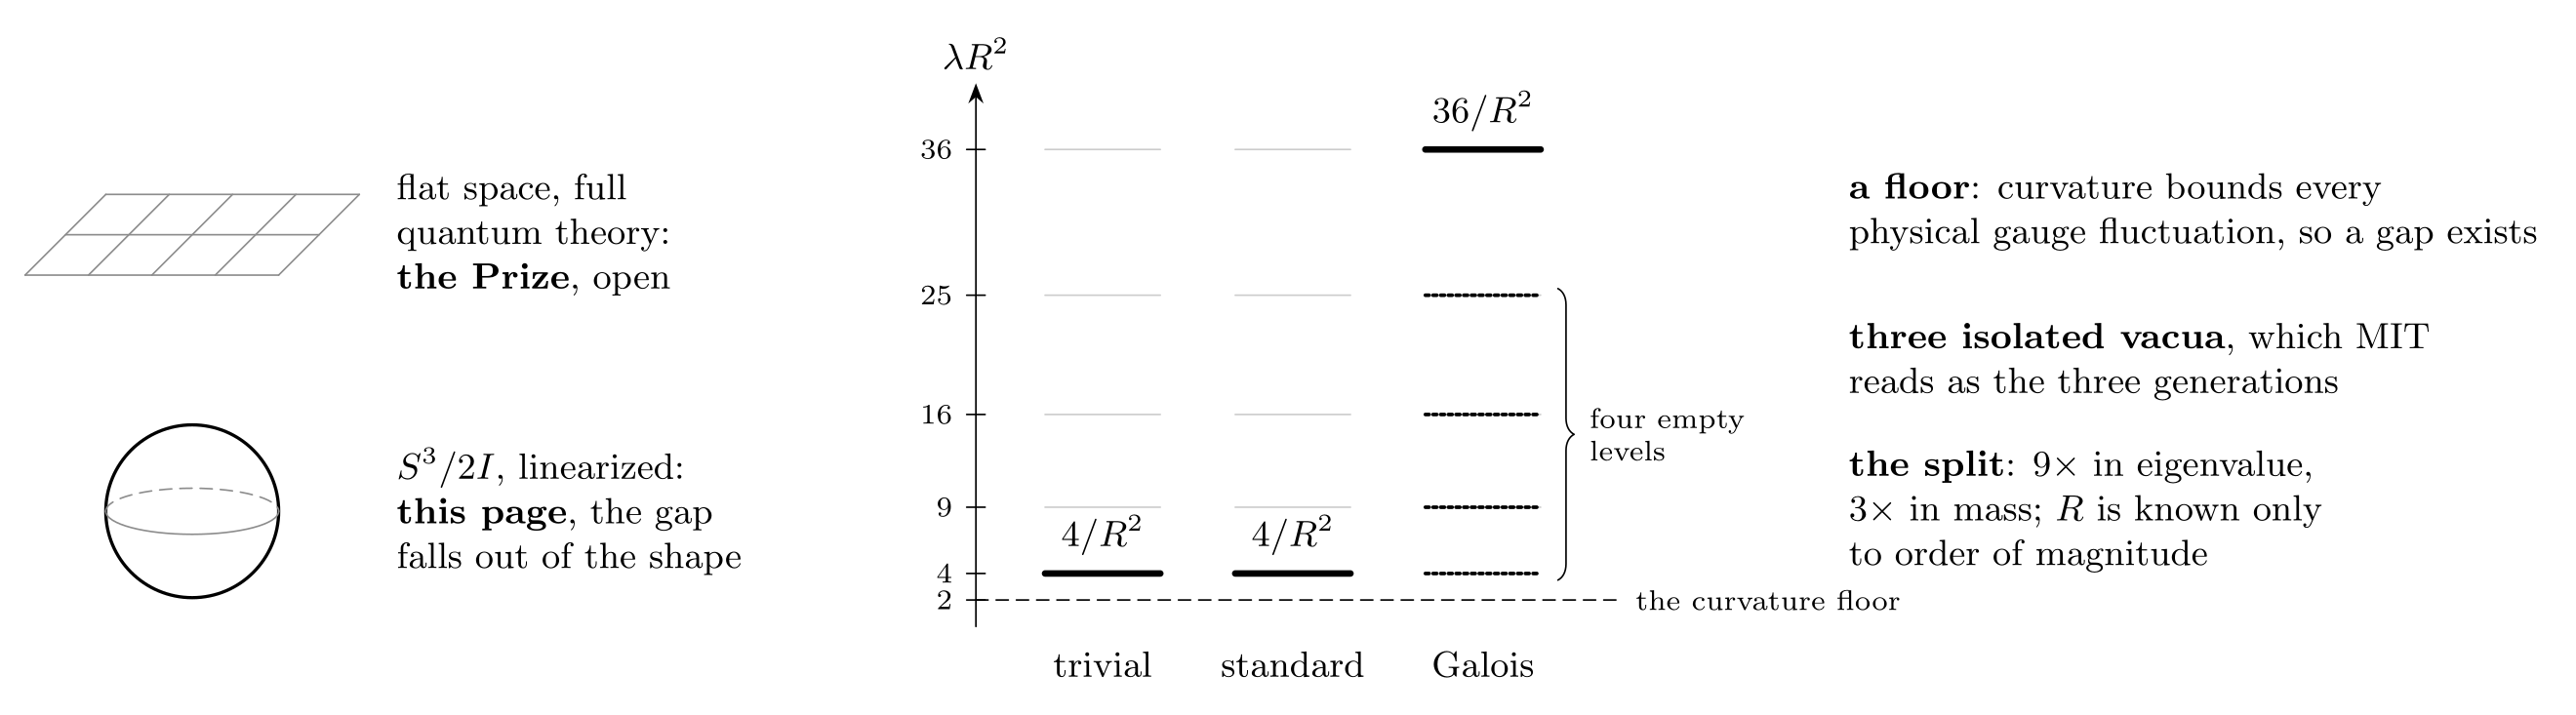 flat space, full
quantum theory:
the Prize, open
S³/2I, linearized:
this page, the gap
falls out of the shape
λR²
36
25
16
9
4
2
36/R²
4/R²
4/R²
four empty
levels
the curvature floor
trivial
standard
Galois
a floor: curvature bounds every
physical gauge fluctuation, so a gap exists
three isolated vacua, which MIT
reads as the three generations
the split: 9× in eigenvalue,
3× in mass; R is known only
to order of magnitude